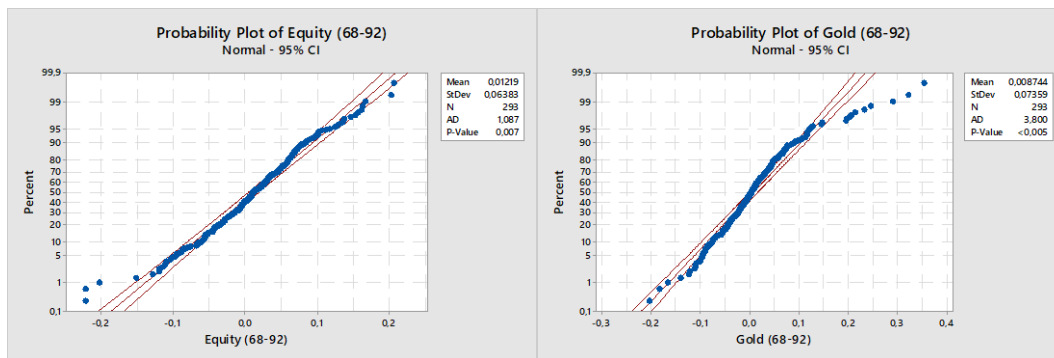 Probability Plot of Equity (68-92)
Normal - 95% CI
99,9
99
95
90
80
70
60
50
40
30
20
10
5
1
0,1
Percent
-0,2
-0,1
0,0
0,1
0,2
Equity (68-92)
Mean 0,01219
StDev 0,06383
N 293
AD 1,087
P-Value 0,007
Probability Plot of Gold (68-92)
Normal - 95% CI
99,9
99
95
90
80
70
60
50
40
30
20
10
5
1
0,1
Percent
-0,3
-0,2
-0,1
0,0
0,1
0,2
0,3
0,4
Gold (68-92)
Mean 0,008744
StDev 0,07359
N 293
AD 3,800
P-Value <0,005